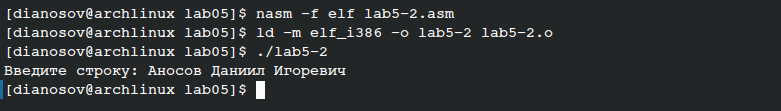 [dianosov@archlinux lab05]$ nasm -f elf lab5-2.asm
[dianosov@archlinux lab05]$ ld -m elf_i386 -o lab5-2 lab5-2.o
[dianosov@archlinux lab05]$ ./lab5-2
Введите строку: Аносов Даниил Игоревич
[dianosov@archlinux lab05]$